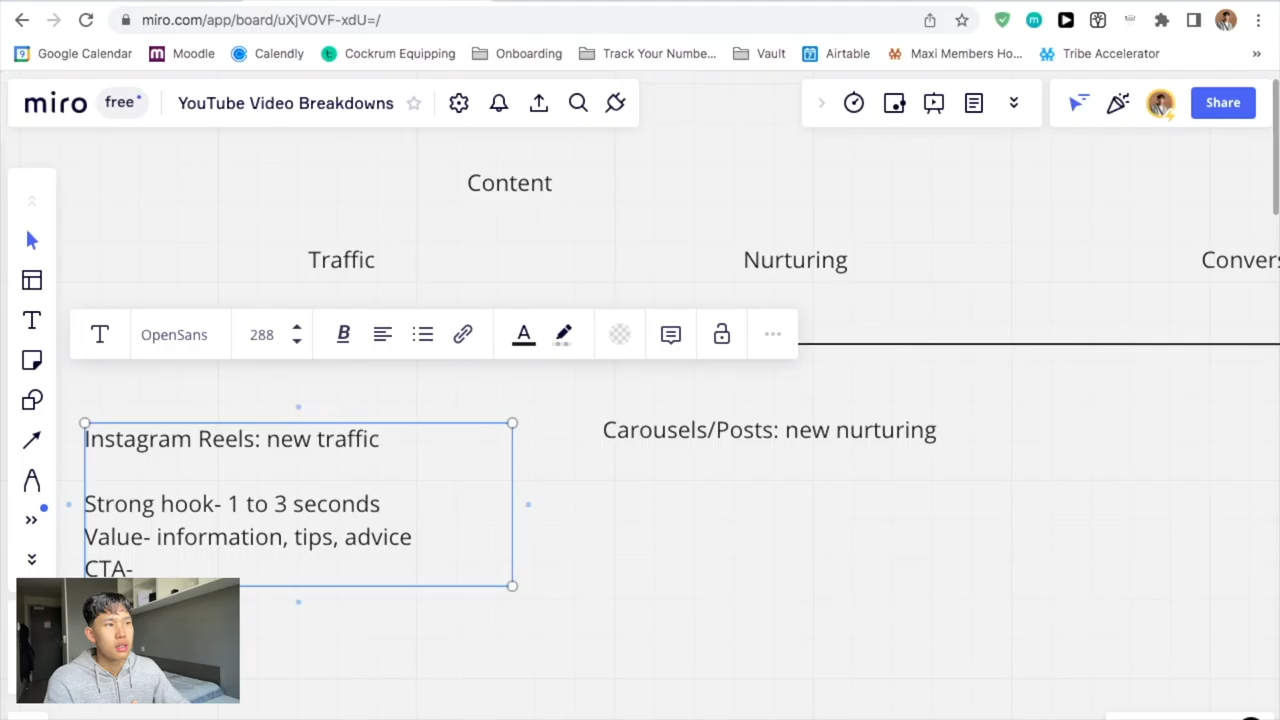 miro.com/app/board/uXjVOVF-xdU=/
Google Calendar
Moodle
Calendly
Cockrum Equipping
Onboarding
Track Your Numbe...
Vault
Airtable
Maxi Members Ho...
Tribe Accelerator
»
miro
free
YouTube Video Breakdowns
Share
Content
Traffic
Nurturing
Convers
OpenSans
288
B
A
Instagram Reels: new traffic
Carousels/Posts: new nurturing
Strong hook- 1 to 3 seconds
Value- information, tips, advice
CTA-